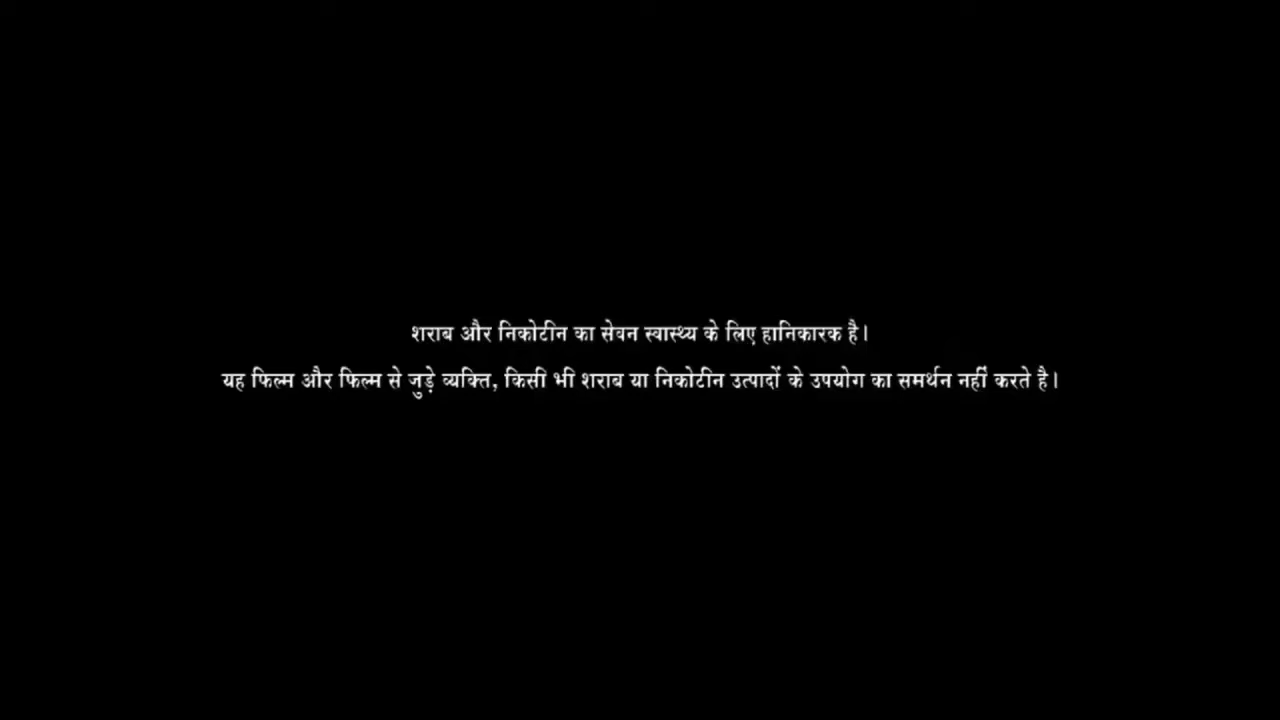 शराब और निकोटीन का सेवन स्वास्थ्य के लिए हानिकारक है।
यह फिल्म और फिल्म से जुड़े व्यक्ति, किसी भी शराब या निकोटीन उत्पादों के उपयोग का समर्थन नहीं करते है।